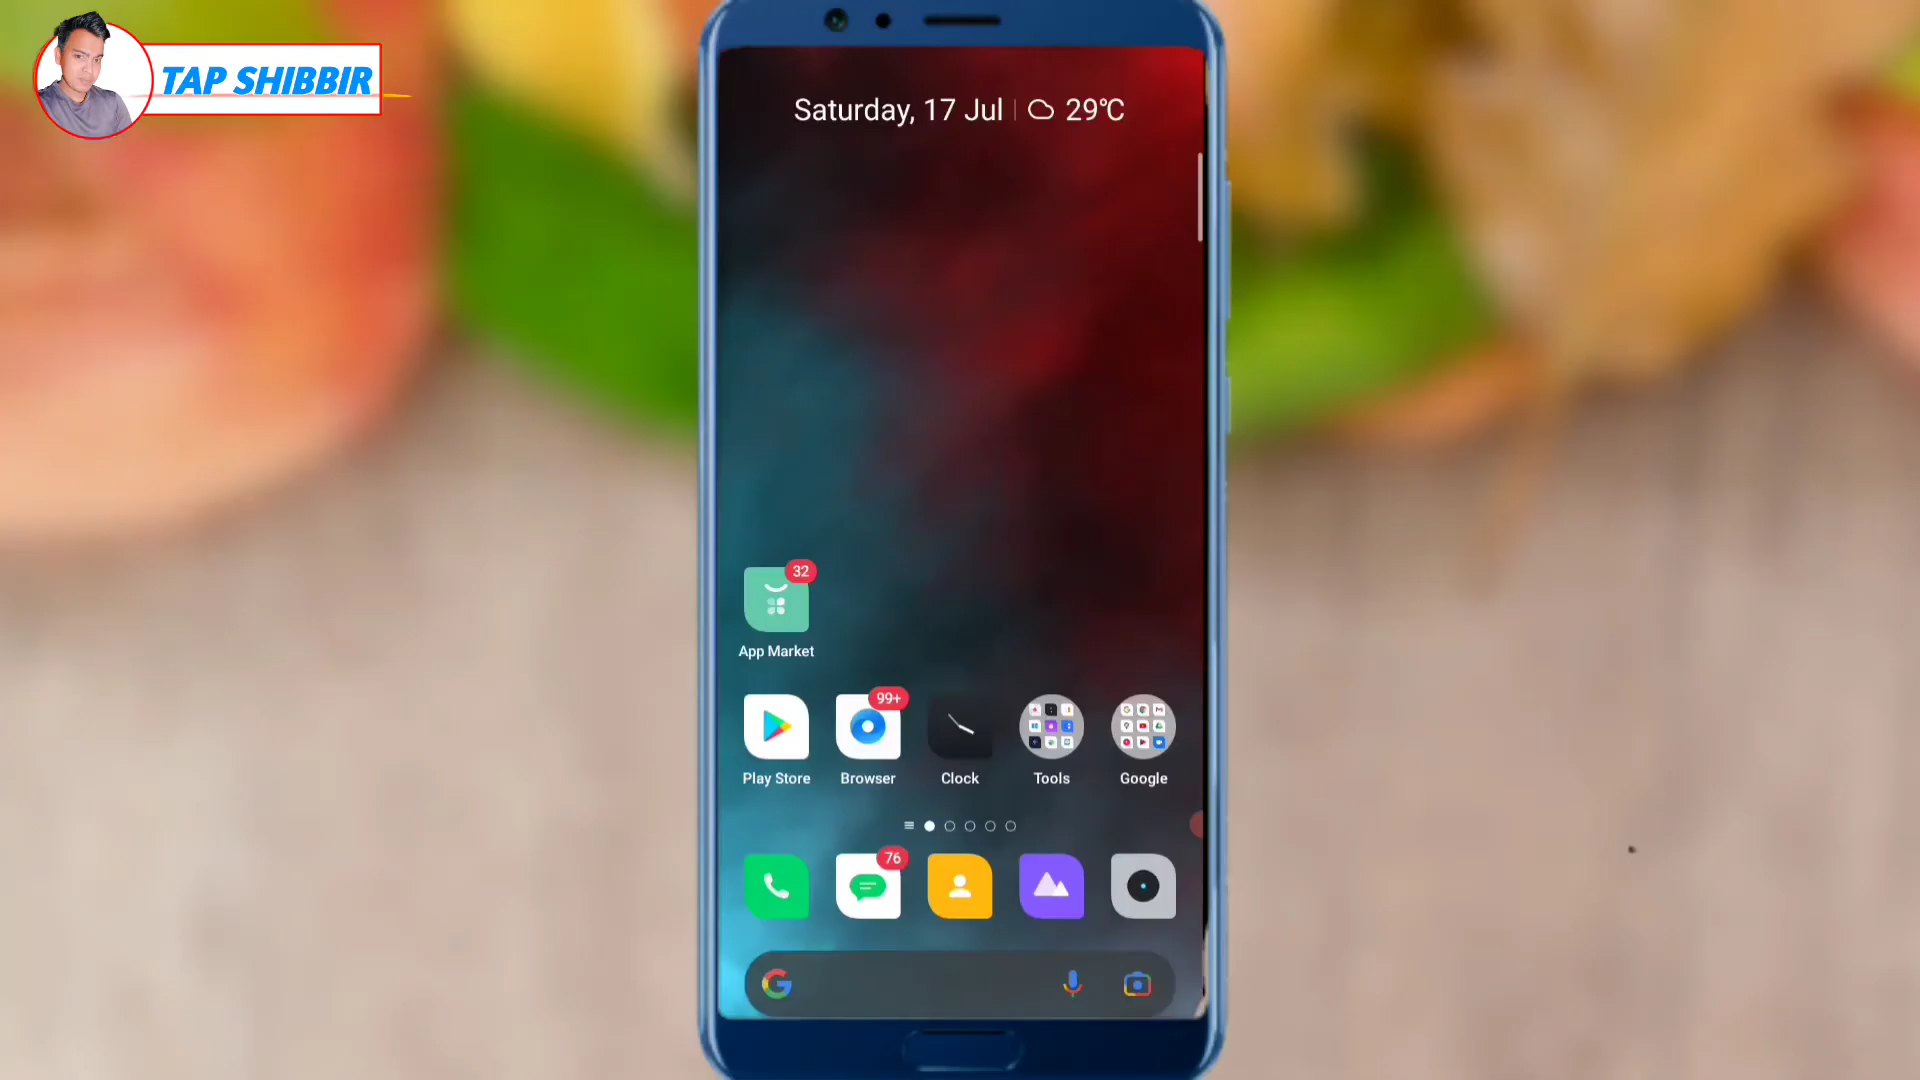 TAP SHIBBIR
Saturday, 17 Jul | 29℃
32
App Market
99+
Play Store Browser Clock Tools Google
76